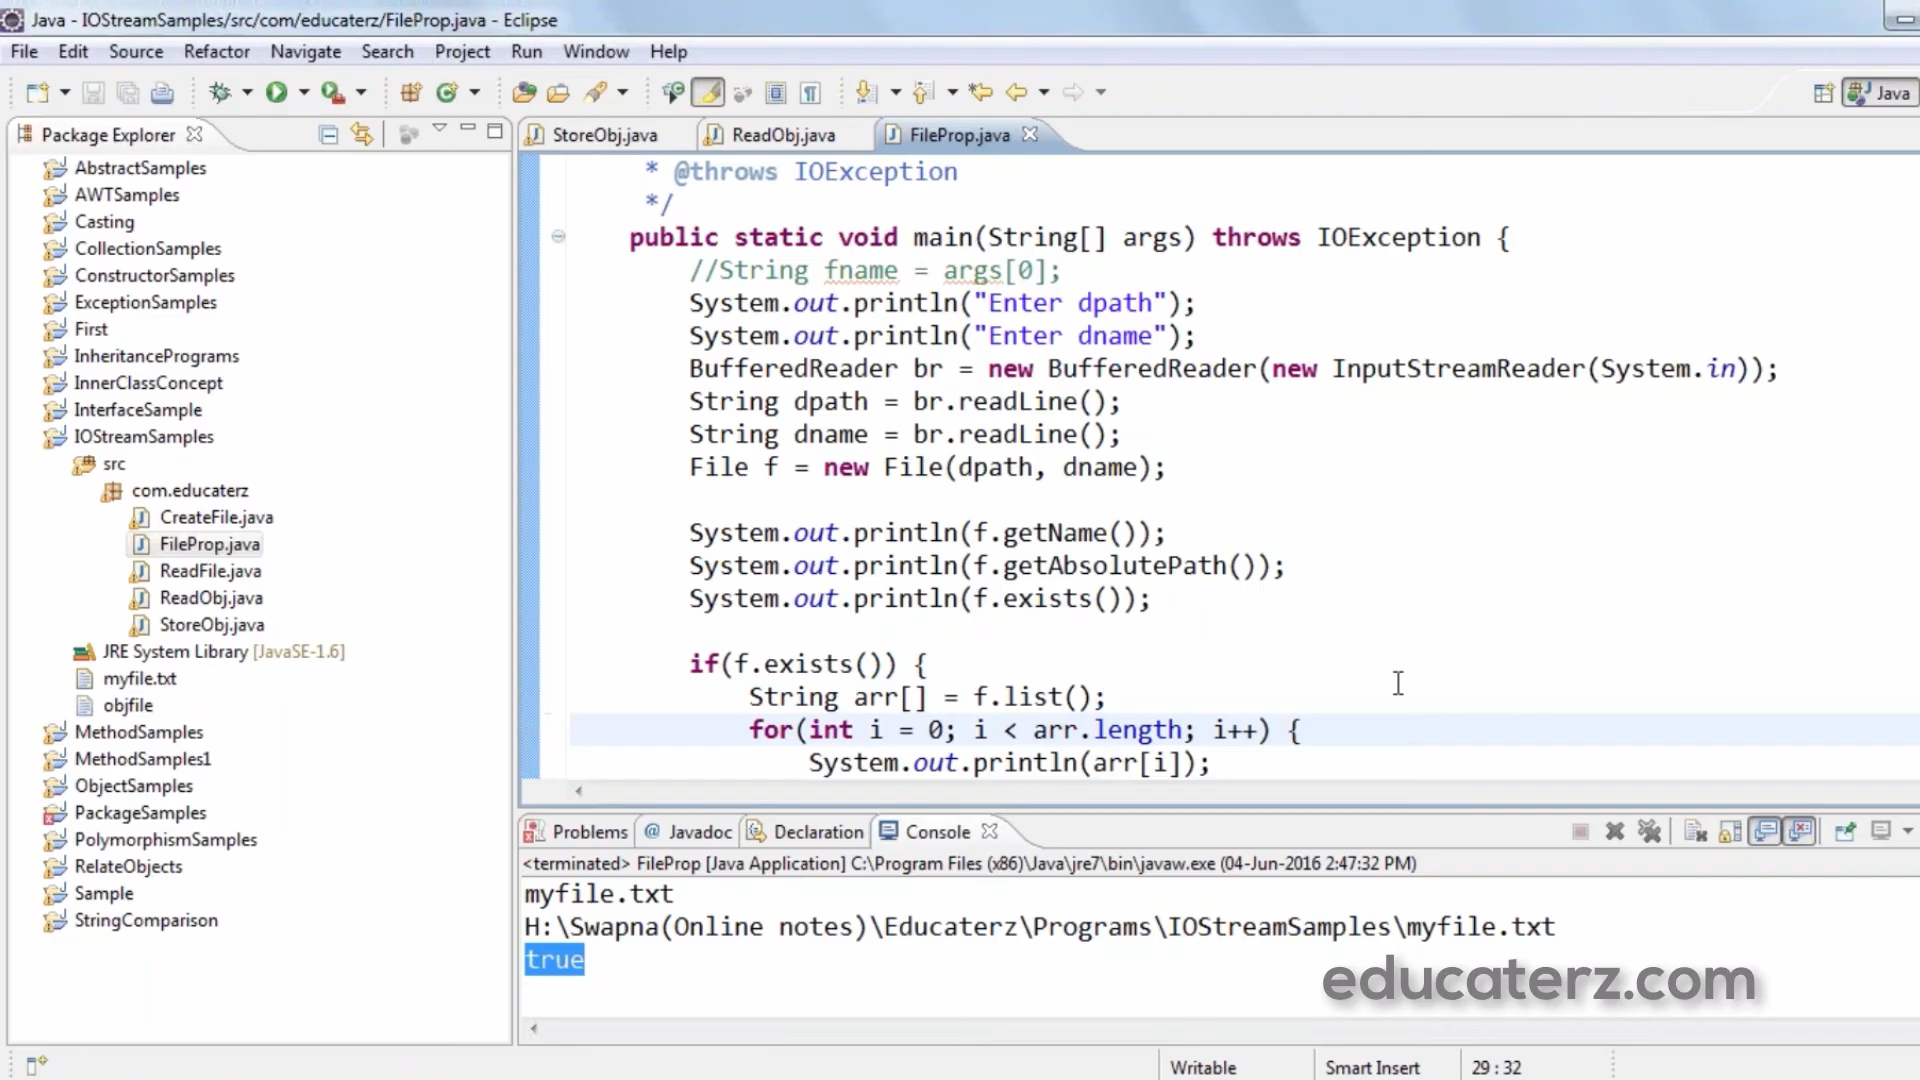 Java - IOStreamSamples/src/com/educaterz/FileProp.java - Eclipse
File Edit Source Refactor Navigate Search Project Run Window Help
Java
Package Explorer
AbstractSamples
AWTSamples
Casting
CollectionSamples
ConstructorSamples
ExceptionSamples
First
InheritancePrograms
InnerClassConcept
InterfaceSample
IOStreamSamples
src
com.educaterz
CreateFile.java
FileProp.java
ReadFile.java
ReadObj.java
StoreObj.java
JRE System Library [JavaSE-1.6]
myfile.txt
objfile
MethodSamples
MethodSamples1
ObjectSamples
PackageSamples
PolymorphismSamples
RelateObjects
Sample
StringComparison
StoreObj.java ReadObj.java FileProp.java
* @throws IOException
*/
public static void main(String[] args) throws IOException {
//String fname = args[0];
System.out.println("Enter dpath");
System.out.println("Enter dname");
BufferedReader br = new BufferedReader(new InputStreamReader(System.in));
String dpath = br.readLine();
String dname = br.readLine();
File f = new File(dpath, dname);
System.out.println(f.getName());
System.out.println(f.getAbsolutePath());
System.out.println(f.exists());
if(f.exists()) {
String arr[] = f.list();
for(int i = 0; i < arr.length; i++) {
System.out.println(arr[i]);
Problems @ Javadoc Declaration Console
<terminated> FileProp [Java Application] C:\Program Files (x86)\Java\jre7\bin\javaw.exe (04-Jun-2016 2:47:32 PM)
myfile.txt
H:\Swapna(Online notes)\Educaterz\Programs\IOStreamSamples\myfile.txt
true
educaterz.com
Writable Smart Insert 29 : 32